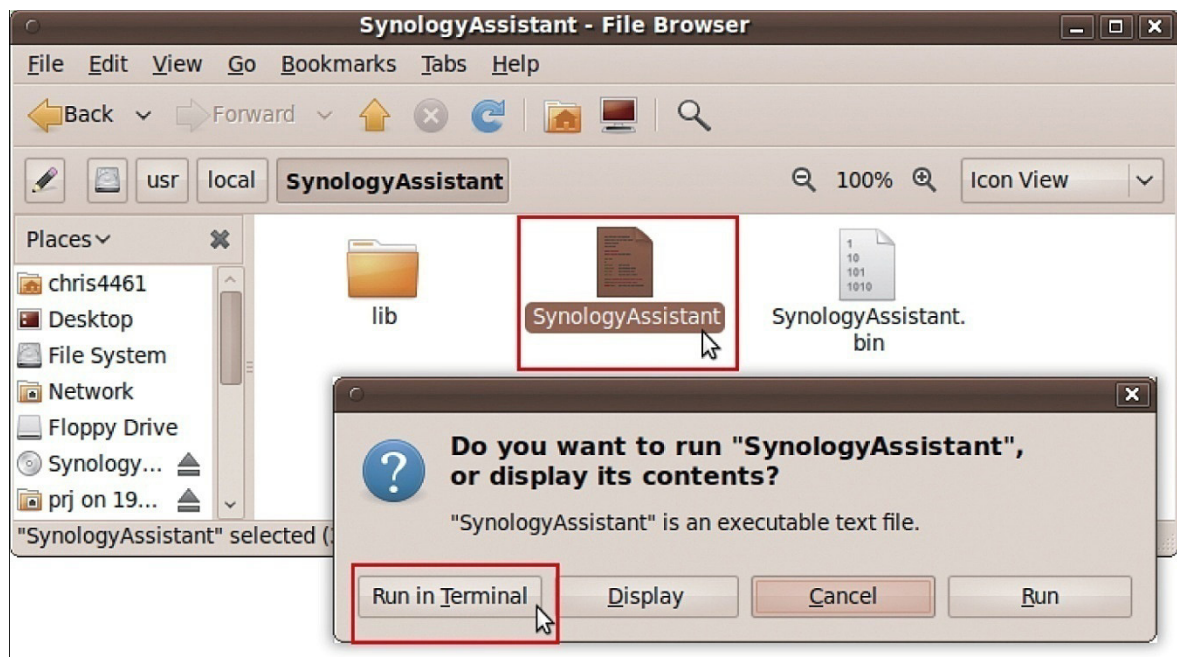 SynologyAssistant - File Browser
File Edit View Go Bookmarks Tabs Help
Back Forward
usr local SynologyAssistant 100% Icon View
Places
chris4461
Desktop
File System
Network
Floppy Drive
Synology...
prj on 19...
lib
SynologyAssistant
1
10
101
1010
SynologyAssistant.
bin
"SynologyAssistant" selected (
Do you want to run "SynologyAssistant",
or display its contents?
"SynologyAssistant" is an executable text file.
Run in Terminal Display Cancel Run